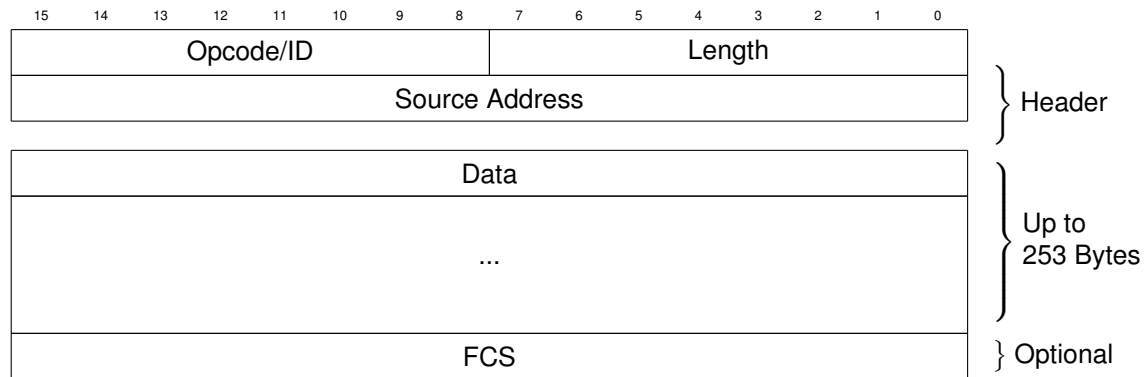 15 14 13 12 11 10 9 8 7 6 5 4 3 2 1 0
Opcode/ID Length
Source Address
Header
Data
...
Up to
253 Bytes
FCS
Optional